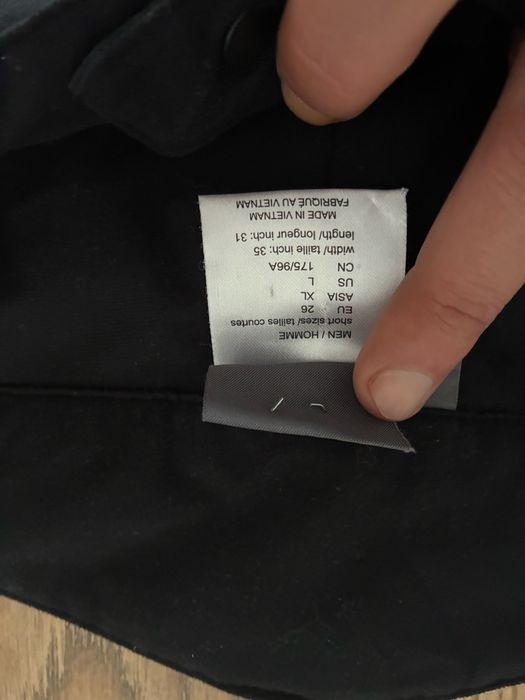 MEN / HOMME
short sizes/ tailles courtes
EU 26
ASIA XL
US L
CN 175/96A
width/ taille inch: 35
length/ longeur inch: 31
MADE IN VIETNAM
FABRIQUÉ AU VIETNAM